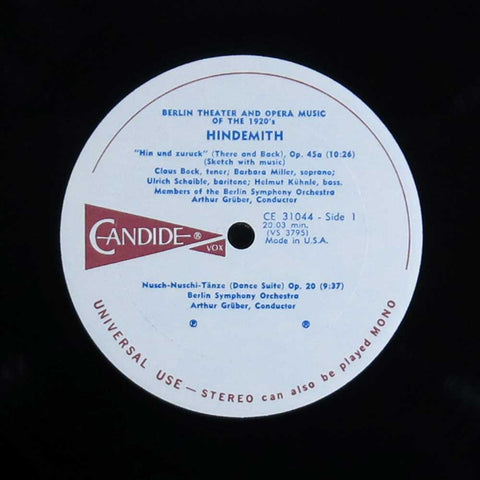 BERLIN THEATER AND OPERA MUSIC
OF THE 1920's
HINDEMITH
"Hin und zuruck" (There and Back), Op. 45a (10:26)
(Sketch with music)
Claus Bock, tenor; Barbara Miller, soprano;
Ulrich Schaible, baritone; Helmut Kühnle, bass.
Members of the Berlin Symphony Orchestra
Arthur Grüber, Conductor
CANDIDE ®
VOX
CE 31044 - Side 1
20:03 min.
(VS 3795)
Made in U.S.A.
Nusch-Nuschi-Tänze (Dance Suite) Op. 20 (9:37)
Berlin Symphony Orchestra
Arthur Grüber, Conductor
℗ ®
UNIVERSAL USE — STEREO can also be played MONO